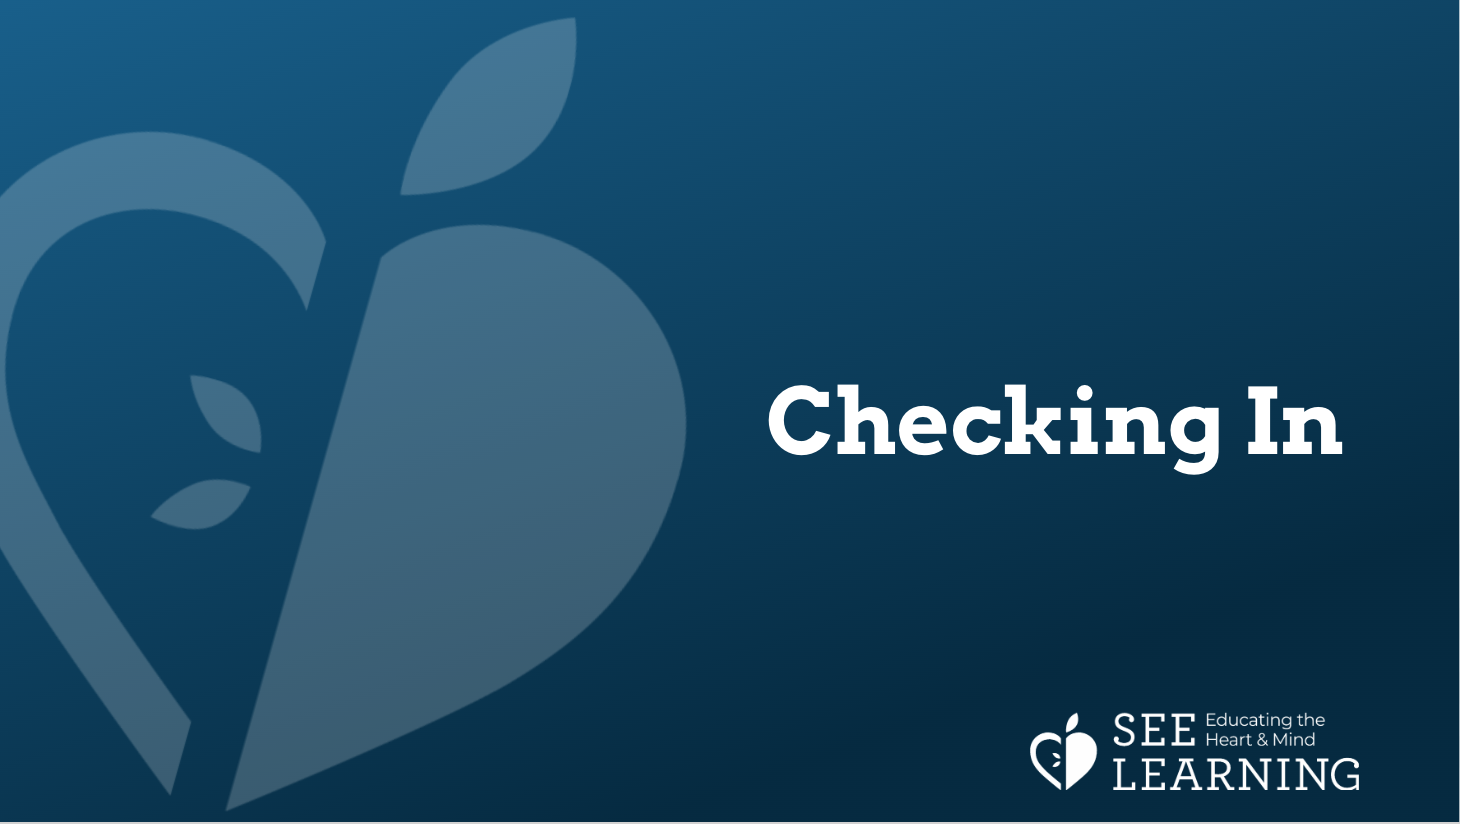 Checking In
SEE Educating the
Heart & Mind
LEARNING